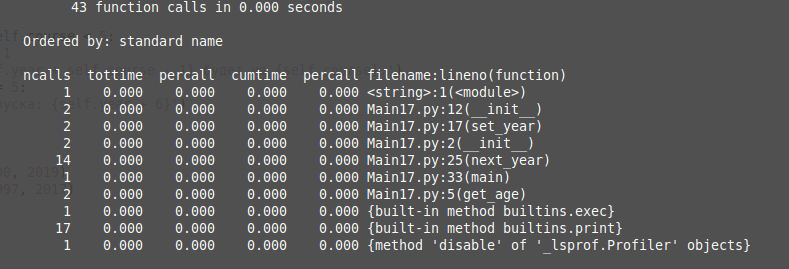 43 function calls in 0.000 seconds
Ordered by: standard name
ncalls tottime percall cumtime percall filename:lineno(function)
1 0.000 0.000 0.000 0.000 <string>:1(<module>)
2 0.000 0.000 0.000 0.000 Main17.py:12(__init__)
2 0.000 0.000 0.000 0.000 Main17.py:17(set_year)
2 0.000 0.000 0.000 0.000 Main17.py:2(__init__)
14 0.000 0.000 0.000 0.000 Main17.py:25(next_year)
1 0.000 0.000 0.000 0.000 Main17.py:33(main)
2 0.000 0.000 0.000 0.000 Main17.py:5(get_age)
1 0.000 0.000 0.000 0.000 {built-in method builtins.exec}
17 0.000 0.000 0.000 0.000 {built-in method builtins.print}
1 0.000 0.000 0.000 0.000 {method 'disable' of '_lsprof.Profiler' objects}